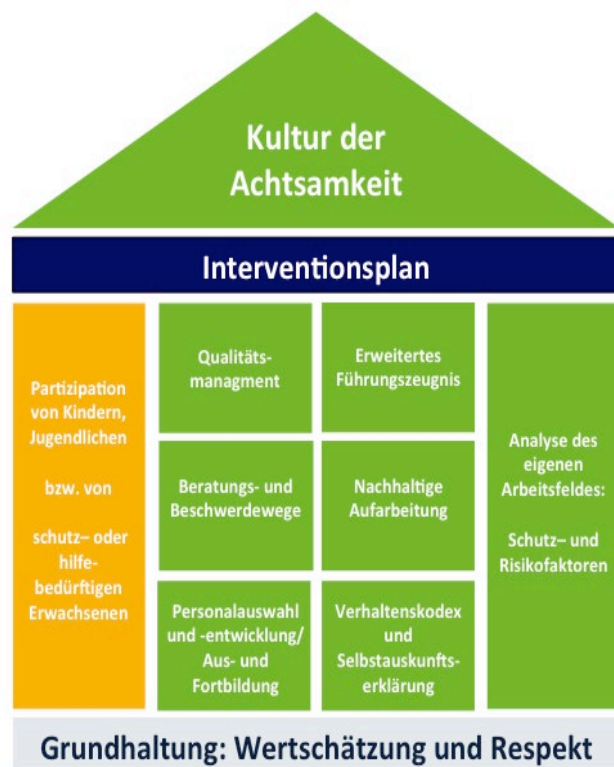 Kultur der
Achtsamkeit
Interventionsplan
Partizipation
von Kindern,
Jugendlichen
bzw. von
schutz– oder
hilfe-
bedürftigen
Erwachsenen
Qualitäts-
managment
Erweitertes
Führungszeugnis
Beratungs- und
Beschwerdewege
Nachhaltige
Aufarbeitung
Personalauswahl
und -entwicklung/
Aus- und
Fortbildung
Verhaltenskodex
und
Selbstauskunfts-
erklärung
Analyse des
eigenen
Arbeitsfeldes:
Schutz– und
Risikofaktoren
Grundhaltung: Wertschätzung und Respekt